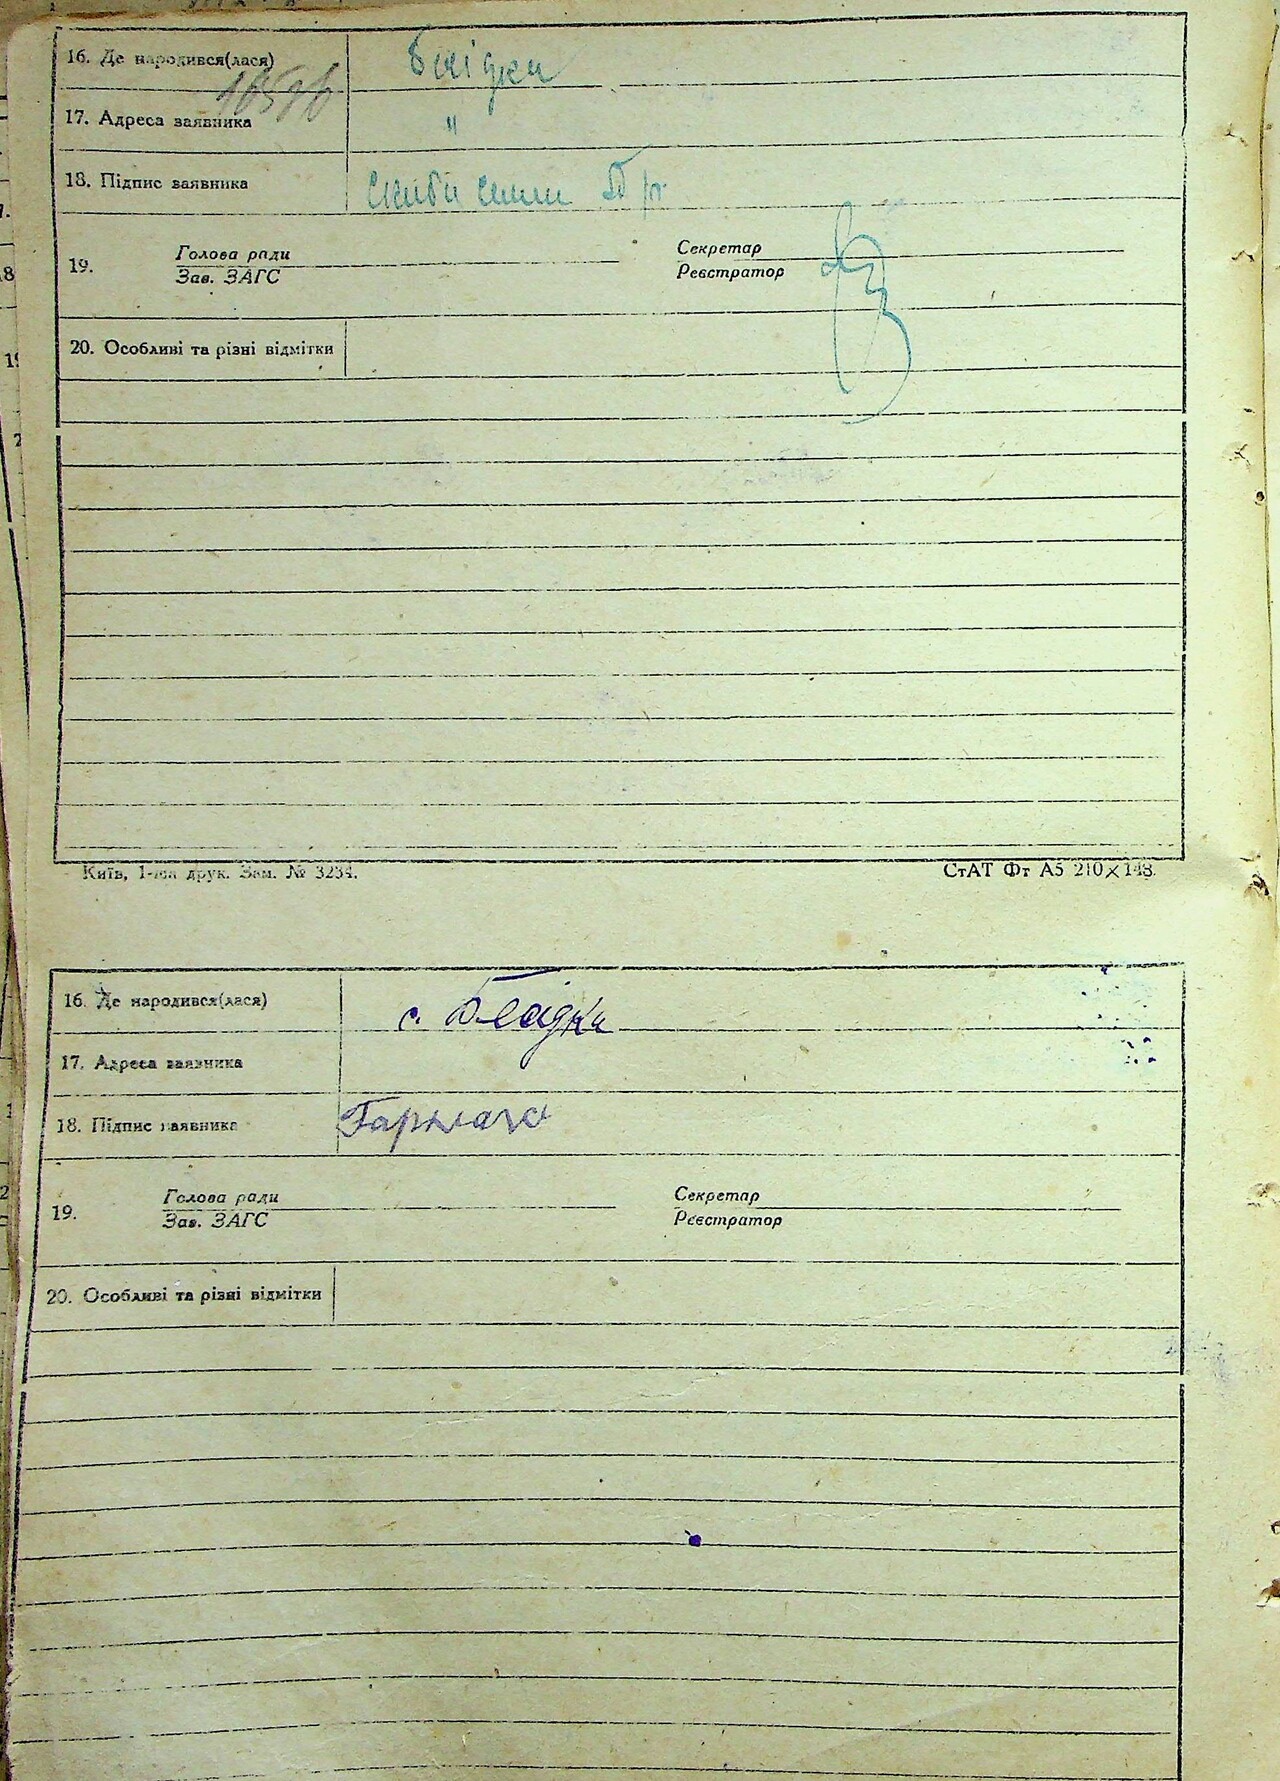 16. Де народився(лася)
17. Адреса заявника "
18. Підпис заявника
19. Голова ради Секретар
Зав. ЗАГС Реєстратор
20. Особливі та різні відмітки
Київ, 1-ша друк. Зам. № 3234. СтАТ Фт А5 210×148.
16. Де народився(лася) с.
17. Адреса заявника
18. Підпис заявника
19. Голова ради Секретар
Зав. ЗАГС Реєстратор
20. Особливі та різні відмітки